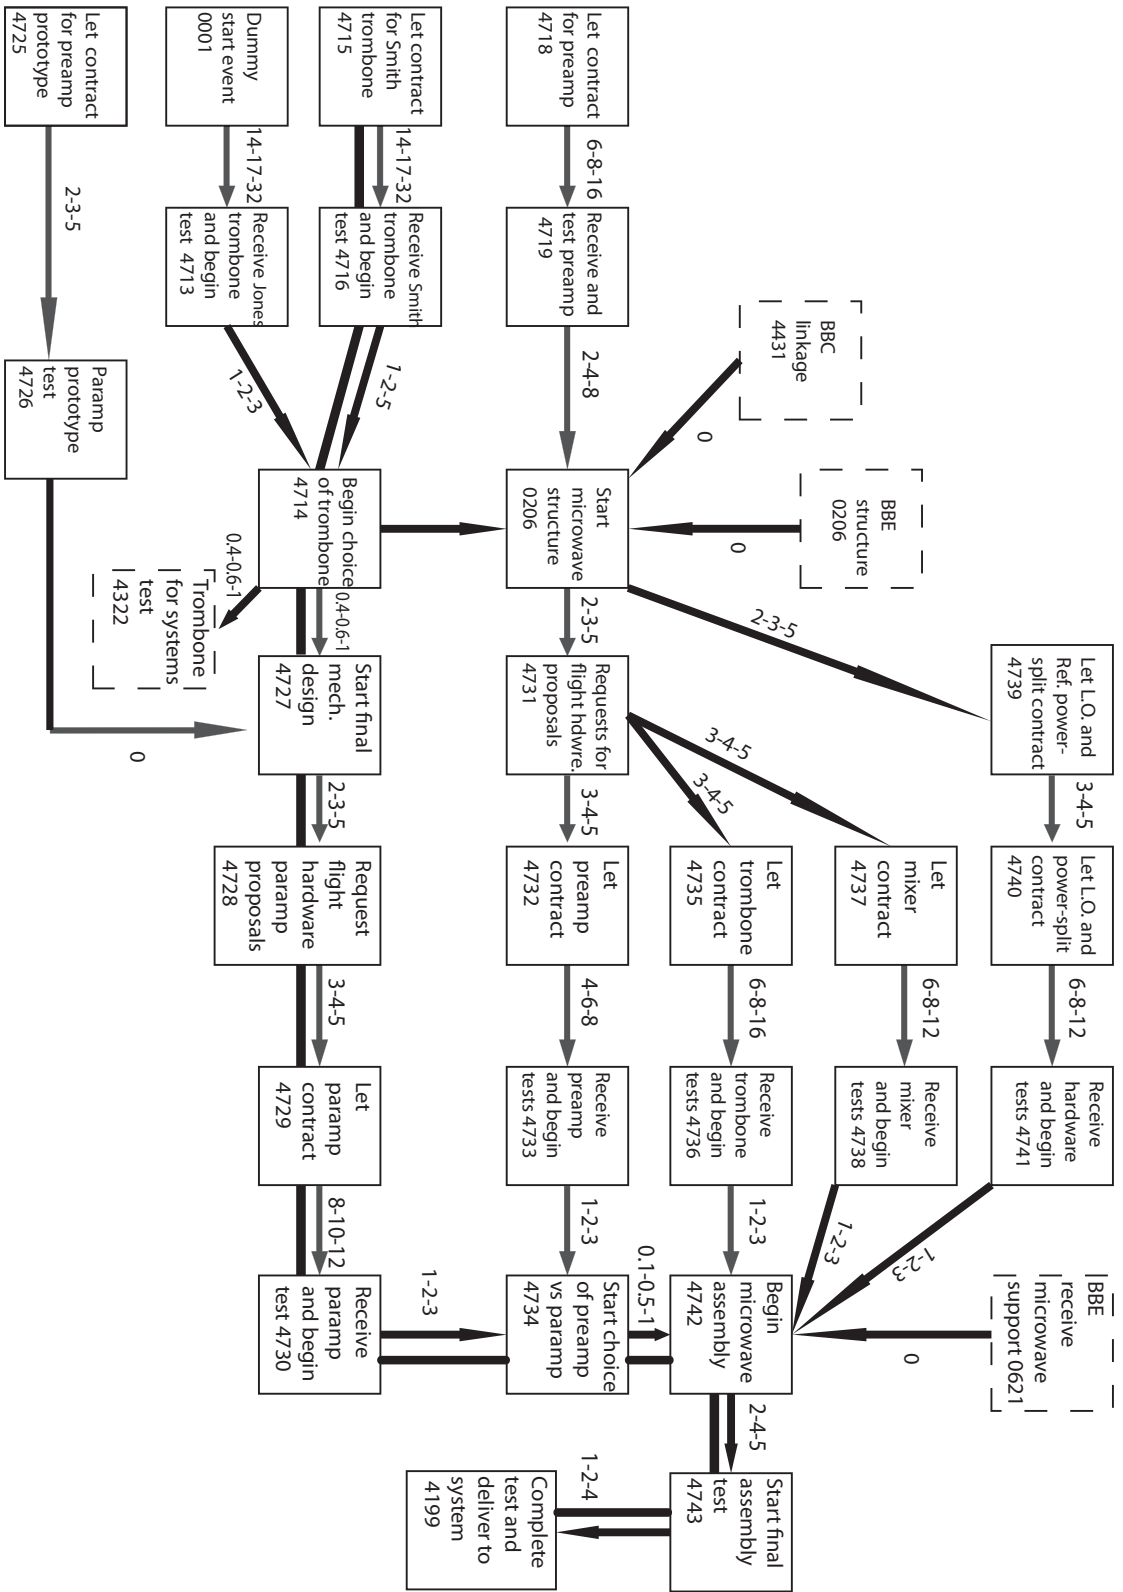 Let contract
for preamp
prototype
4725
2-3-5
Paramp
prototype
test
4726
0
Dummy
start event
0001
14-17-32
Receive Jones
trombone
and begin
test 4713
1-2-3
Let contract
for Smith
trombone
4715
14-17-32
Receive Smith
trombone
and begin
test 4716
1-2-5
Begin choice
of trombone
4714
0.4-0.6-1
Trombone
for systems
test
4322
0.4-0.6-1
Start final
mech.
design
4727
2-3-5
Request
flight
hardware
paramp
proposals
4728
3-4-5
Let
paramp
contract
4729
8-10-12
Receive
paramp
and begin
test 4730
1-2-3
Let contract
for preamp
4718
6-8-16
Receive and
test preamp
4719
2-4-8
Start
microwave
structure
0206
2-3-5
Requests for
flight hdwre.
proposals
4731
3-4-5
Let
preamp
contract
4732
4-6-8
Receive
preamp
and begin
tests 4733
1-2-3
Start choice
of preamp
vs paramp
4734
0.1-0.5-1
BBC
linkage
4431
0
BBE
structure
0206
0
2-3-5
3-4-5
3-4-5
Let
trombone
contract
4735
6-8-16
Receive
trombone
and begin
tests 4736
1-2-3
Begin
microwave
assembly
4742
2-4-5
Start final
assembly
test
4743
1-2-4
Complete
test and
deliver to
system
4199
Let
mixer
contract
4737
6-8-12
Receive
mixer
and begin
tests 4738
1-2-3
Let L.O. and
Ref. power-
split contract
4739
3-4-5
Let L.O. and
power-split
contract
4740
6-8-12
Receive
hardware
and begin
tests 4741
1-2-3
BBE
receive
microwave
support 0621
0